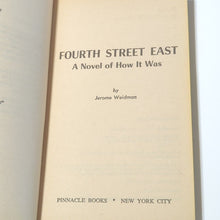 FOURTH STREET EAST
A Novel of How It Was
by
Jerome Weidman
PINNACLE BOOKS • NEW YORK CITY